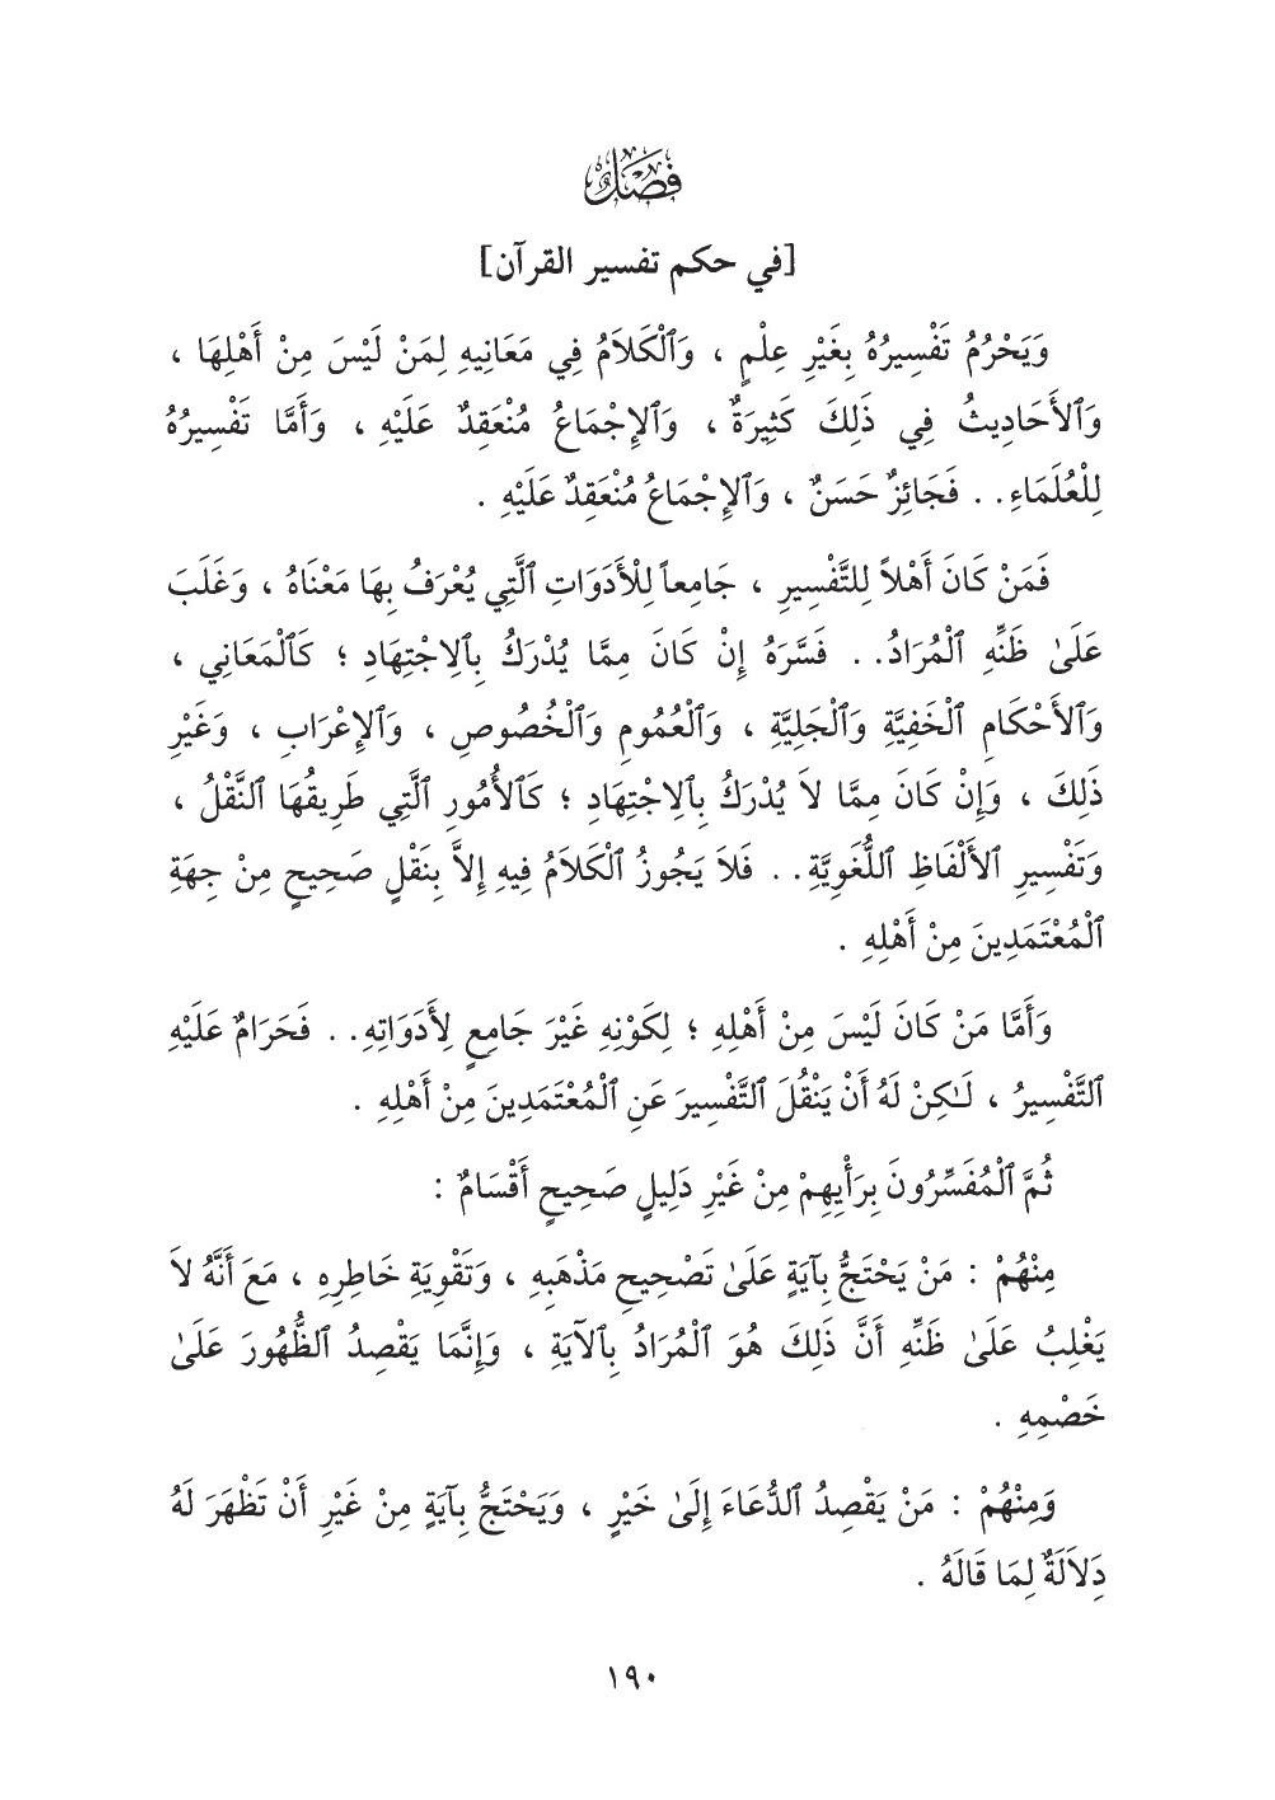 فَصْلٌ
[في حكم تفسير القرآن]
وَيَحْرُمُ تَفْسِيرُهُ بِغَيْرِ عِلْمٍ ، وَٱلْكَلاَمُ فِي مَعَانِيهِ لِمَنْ لَيْسَ مِنْ أَهْلِهَا ،
وَٱلأَحَادِيثُ فِي ذَلِكَ كَثِيرَةٌ ، وَٱلإِجْمَاعُ مُنْعَقِدٌ عَلَيْهِ ، وَأَمَّا تَفْسِيرُهُ
لِلْعُلَمَاءِ. . فَجَائِزٌ حَسَنٌ ، وَٱلإِجْمَاعُ مُنْعَقِدٌ عَلَيْهِ .
فَمَنْ كَانَ أَهْلاً لِلتَّفْسِيرِ ، جَامِعاً لِلْأَدَوَاتِ ٱلَّتِي يُعْرَفُ بِهَا مَعْنَاهُ ، وَغَلَبَ
عَلَىٰ ظَنِّهِ ٱلْمُرَادُ. . فَسَّرَهُ إِنْ كَانَ مِمَّا يُدْرَكُ بِٱلِاجْتِهَادِ ؛ كَٱلْمَعَانِي ،
وَٱلأَحْكَامِ ٱلْخَفِيَّةِ وَٱلْجَلِيَّةِ ، وَٱلْعُمُومِ وَٱلْخُصُوصِ ، وَٱلإِعْرَابِ ، وَغَيْرِ
ذَلِكَ ، وَإِنْ كَانَ مِمَّا لاَ يُدْرَكُ بِٱلِاجْتِهَادِ ؛ كَٱلأُمُورِ ٱلَّتِي طَرِيقُهَا ٱلنَّقْلُ ،
وَتَفْسِيرِ ٱلأَلْفَاظِ ٱللُّغَوِيَّةِ. . فَلاَ يَجُوزُ ٱلْكَلاَمُ فِيهِ إِلاَّ بِنَقْلٍ صَحِيحٍ مِنْ جِهَةِ
ٱلْمُعْتَمَدِينَ مِنْ أَهْلِهِ .
وَأَمَّا مَنْ كَانَ لَيْسَ مِنْ أَهْلِهِ ؛ لِكَوْنِهِ غَيْرَ جَامِعٍ لِأَدَوَاتِهِ. . فَحَرَامٌ عَلَيْهِ
ٱلتَّفْسِيرُ ، لَـٰكِنْ لَهُ أَنْ يَنْقُلَ ٱلتَّفْسِيرَ عَنِ ٱلْمُعْتَمَدِينَ مِنْ أَهْلِهِ .
ثُمَّ ٱلْمُفَسِّرُونَ بِرَأْيِهِمْ مِنْ غَيْرِ دَلِيلٍ صَحِيحٍ أَقْسَامٌ :
مِنْهُمْ : مَنْ يَحْتَجُّ بِآيَةٍ عَلَىٰ تَصْحِيحِ مَذْهَبِهِ ، وَتَقْوِيَةِ خَاطِرِهِ ، مَعَ أَنَّهُ لاَ
يَغْلِبُ عَلَىٰ ظَنِّهِ أَنَّ ذَلِكَ هُوَ ٱلْمُرَادُ بِٱلآيَةِ ، وَإِنَّمَا يَقْصِدُ ٱلظُّهُورَ عَلَىٰ
خَصْمِهِ .
وَمِنْهُمْ : مَنْ يَقْصِدُ ٱلدُّعَاءَ إِلَىٰ خَيْرٍ ، وَيَحْتَجُّ بِآيَةٍ مِنْ غَيْرِ أَنْ تَظْهَرَ لَهُ
دِلاَلَةٌ لِمَا قَالَهُ .
١٩٠